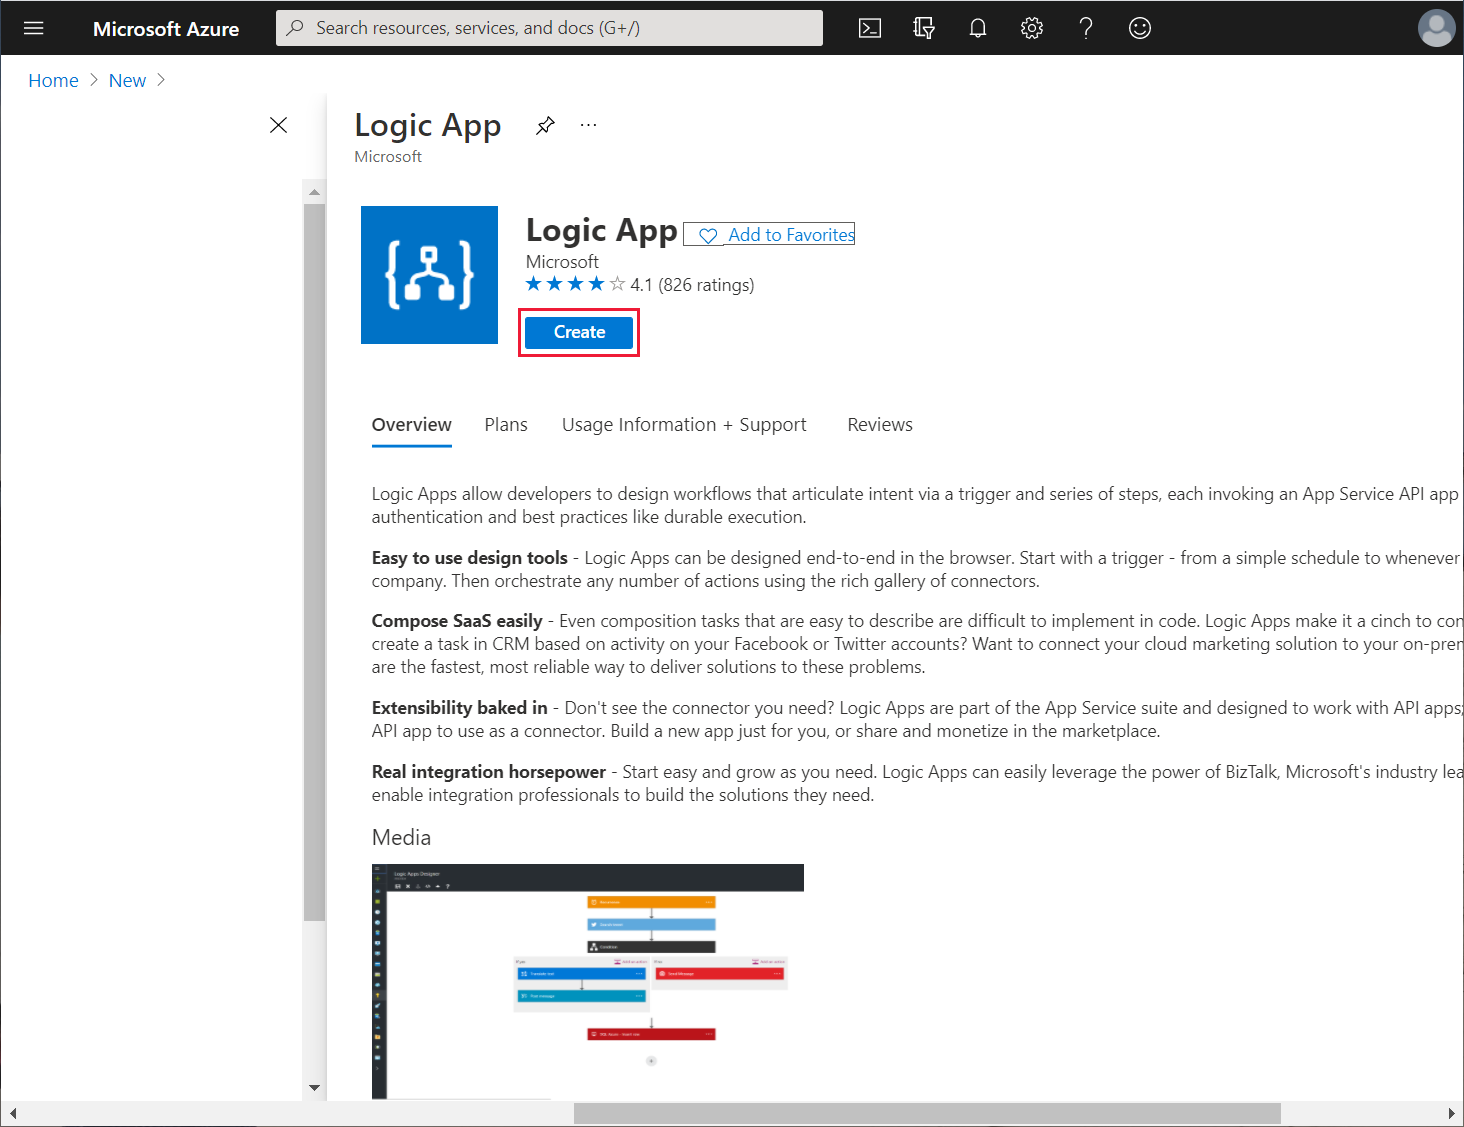 Microsoft Azure
Search resources, services, and docs (G+/)
Home > New >
Logic App
Microsoft
Logic App
Add to Favorites
Microsoft
4.1 (826 ratings)
Create
Overview
Plans
Usage Information + Support
Reviews
Logic Apps allow developers to design workflows that articulate intent via a trigger and series of steps, each invoking an App Service API app
authentication and best practices like durable execution.
Easy to use design tools - Logic Apps can be designed end-to-end in the browser. Start with a trigger - from a simple schedule to whenever
company. Then orchestrate any number of actions using the rich gallery of connectors.
Compose SaaS easily - Even composition tasks that are easy to describe are difficult to implement in code. Logic Apps make it a cinch to con
create a task in CRM based on activity on your Facebook or Twitter accounts? Want to connect your cloud marketing solution to your on-prem
are the fastest, most reliable way to deliver solutions to these problems.
Extensibility baked in - Don't see the connector you need? Logic Apps are part of the App Service suite and designed to work with API apps;
API app to use as a connector. Build a new app just for you, or share and monetize in the marketplace.
Real integration horsepower - Start easy and grow as you need. Logic Apps can easily leverage the power of BizTalk, Microsoft's industry lea
enable integration professionals to build the solutions they need.
Media
Logic Apps Designer
Condition